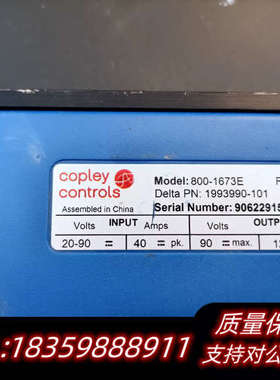 copley
controls
Model: 800-1673E
Delta PN: 1993990-101
Assembled in China
Serial Number: 9062291
INPUT
OUTP
Volts
Amps
Volts
20-90
40
pk.
90
max.
质量保
:18359888911
支持对公